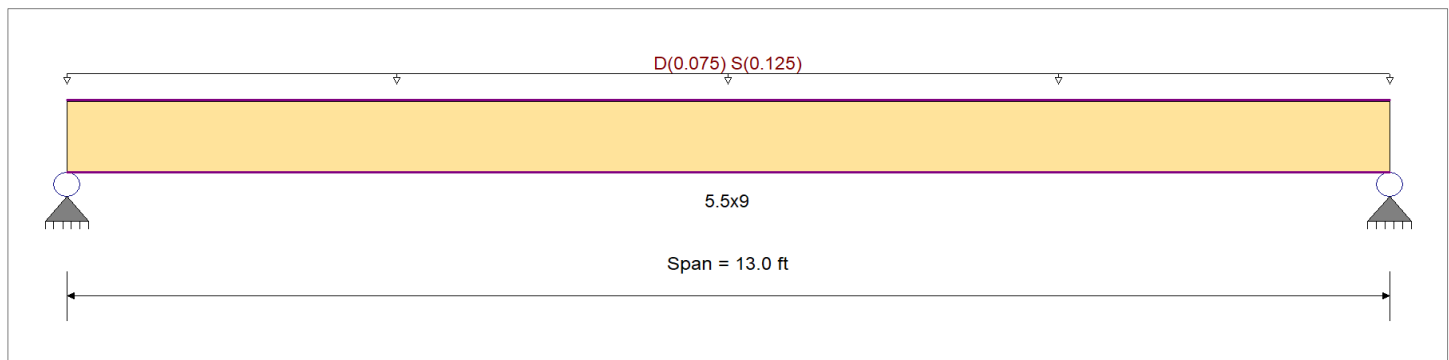 D(0.075) S(0.125)
5.5x9
Span = 13.0 ft